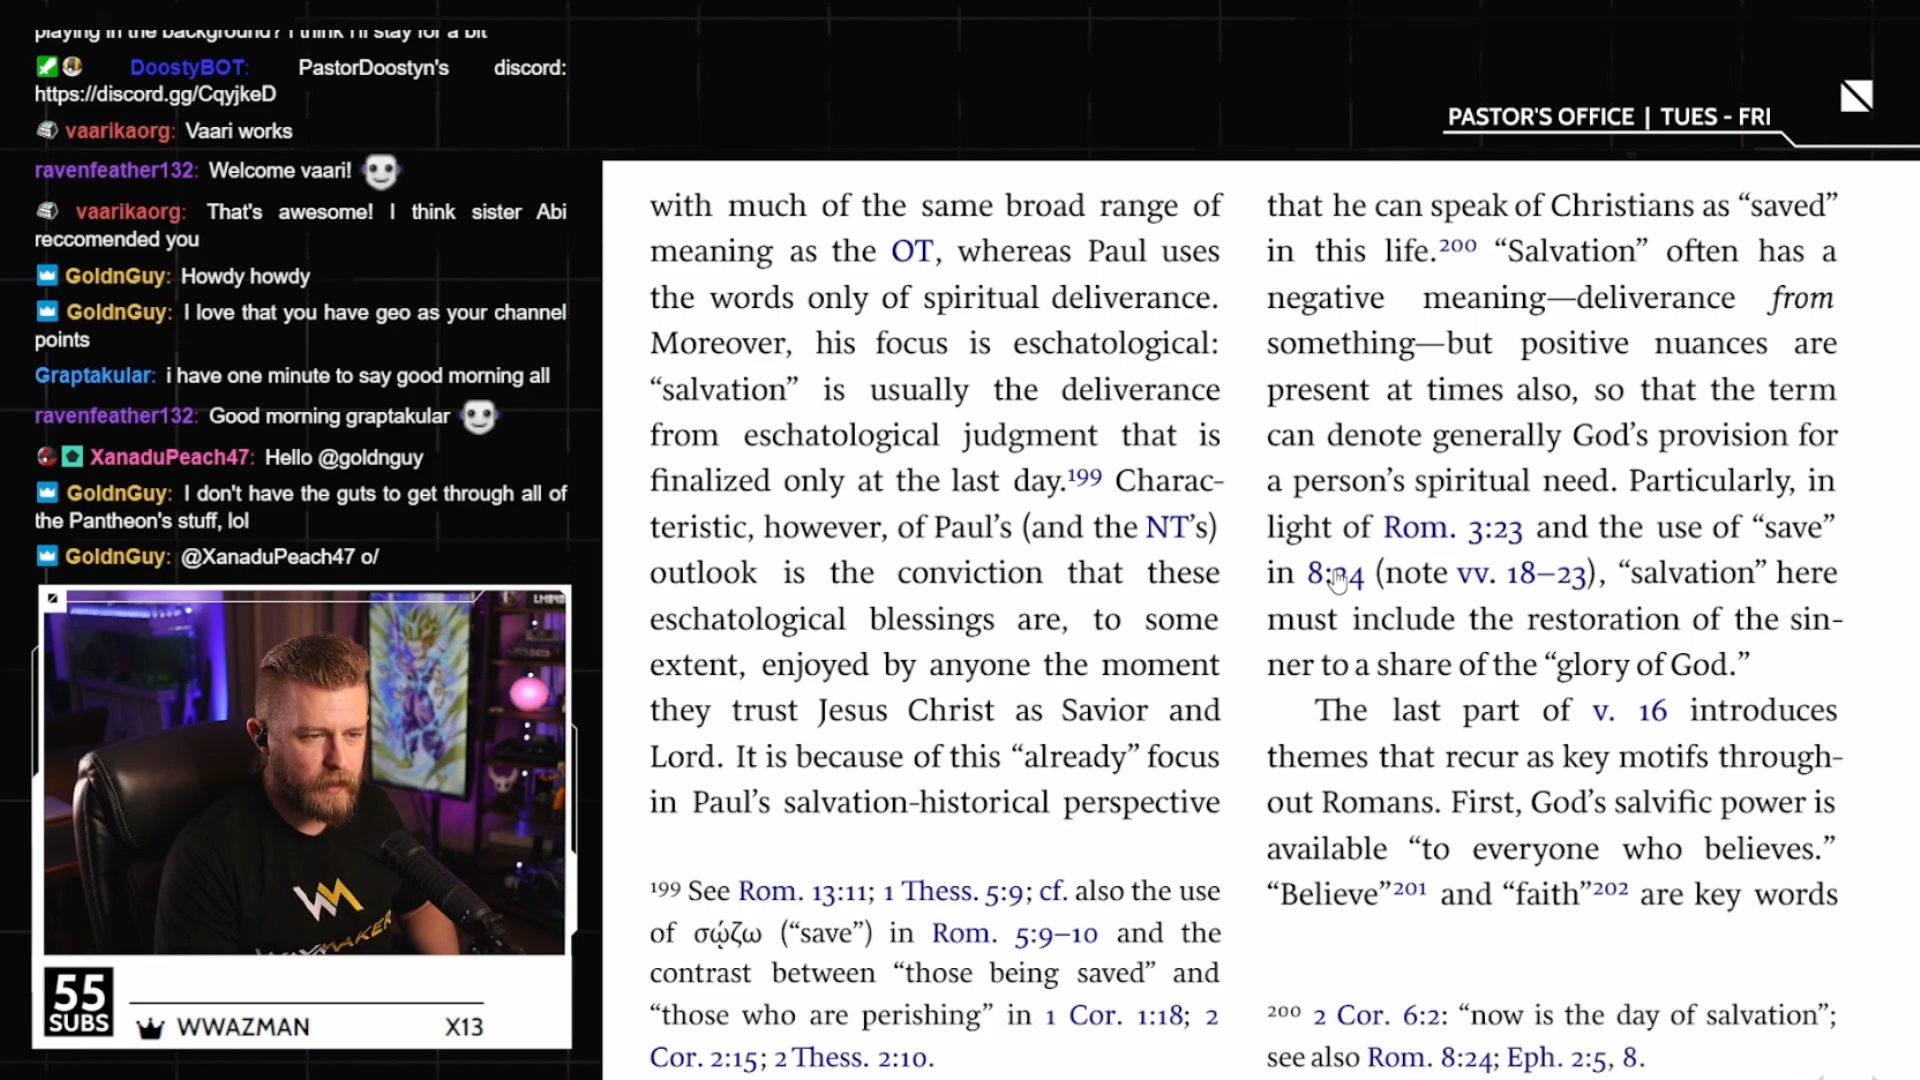 playing in the background? I think I'll stay for a bit
DoostyBOT: PastorDoostyn's discord:
https://discord.gg/CqyjkeD
vaarikaorg: Vaari works
ravenfeather132: Welcome vaari!
vaarikaorg: That's awesome! I think sister Abi
reccomended you
GoldnGuy: Howdy howdy
GoldnGuy: I love that you have geo as your channel
points
Graptakular: i have one minute to say good morning all
ravenfeather132: Good morning graptakular
XanaduPeach47: Hello @goldnguy
GoldnGuy: I don't have the guts to get through all of
the Pantheon's stuff, lol
GoldnGuy: @XanaduPeach47 o/
55
SUBS
WWAZMAN X13
PASTOR'S OFFICE | TUES - FRI
with much of the same broad range of
meaning as the OT, whereas Paul uses
the words only of spiritual deliverance.
Moreover, his focus is eschatological:
“salvation” is usually the deliverance
from eschatological judgment that is
finalized only at the last day.¹⁹⁹ Charac-
teristic, however, of Paul’s (and the NT’s)
outlook is the conviction that these
eschatological blessings are, to some
extent, enjoyed by anyone the moment
they trust Jesus Christ as Savior and
Lord. It is because of this “already” focus
in Paul’s salvation-historical perspective
¹⁹⁹ See Rom. 13:11; 1 Thess. 5:9; cf. also the use
of σῴζω (“save”) in Rom. 5:9–10 and the
contrast between “those being saved” and
“those who are perishing” in 1 Cor. 1:18; 2
Cor. 2:15; 2 Thess. 2:10.
that he can speak of Christians as “saved”
in this life.²⁰⁰ “Salvation” often has a
negative meaning—deliverance from
something—but positive nuances are
present at times also, so that the term
can denote generally God’s provision for
a person’s spiritual need. Particularly, in
light of Rom. 3:23 and the use of “save”
in 8:24 (note vv. 18–23), “salvation” here
must include the restoration of the sin-
ner to a share of the “glory of God.”
The last part of v. 16 introduces
themes that recur as key motifs through-
out Romans. First, God’s salvific power is
available “to everyone who believes.”
“Believe”²⁰¹ and “faith”²⁰² are key words
²⁰⁰ 2 Cor. 6:2: “now is the day of salvation”;
see also Rom. 8:24; Eph. 2:5, 8.